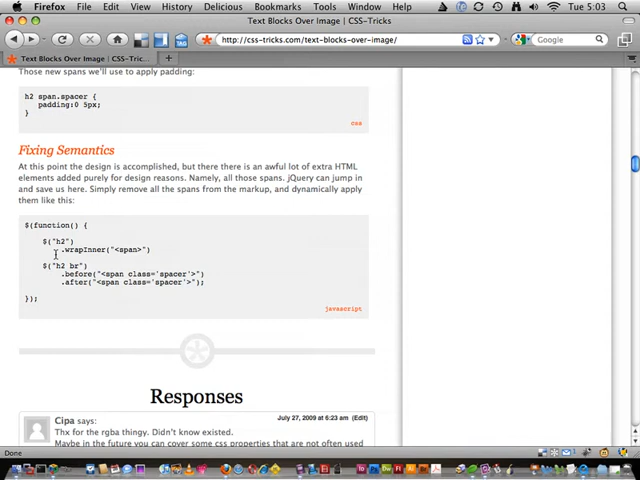 Firefox File Edit View History Delicious Bookmarks Tools Window Help Tue 5:03
Text Blocks Over Image | CSS-Tricks
http://css-tricks.com/text-blocks-over-image/
Google
Text Blocks Over Image | CSS-Tric...
Those new spans we'll use to apply padding:
h2 span.spacer {
padding:0 5px;
}
css
Fixing Semantics
At this point the design is accomplished, but there there is an awful lot of extra HTML
elements added purely for design reasons. Namely, all those spans. jQuery can jump in
and save us here. Simply remove all the spans from the markup, and dynamically apply
them like this:
$(function() {
$("h2")
.wrapInner("<span>")
$("h2 br")
.before("<span class='spacer'>")
.after("<span class='spacer'>");
});
javascript
Responses
Cipa says:
July 27, 2009 at 6:23 am (Edit)
Thx for the rgba thingy. Didn't know existed.
Maybe in the future you can cover some css properties that are not often used
Done